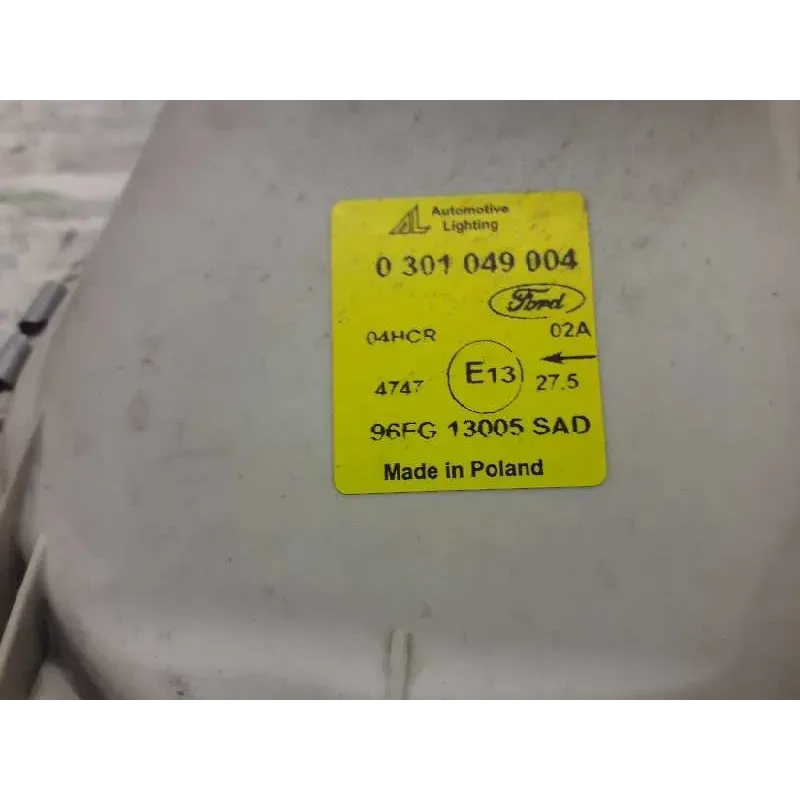 AL Automotive
Lighting
0 301 049 004
Ford
04HCR 02A
4747 E13 27.5
96FG 13005 SAD
Made in Poland